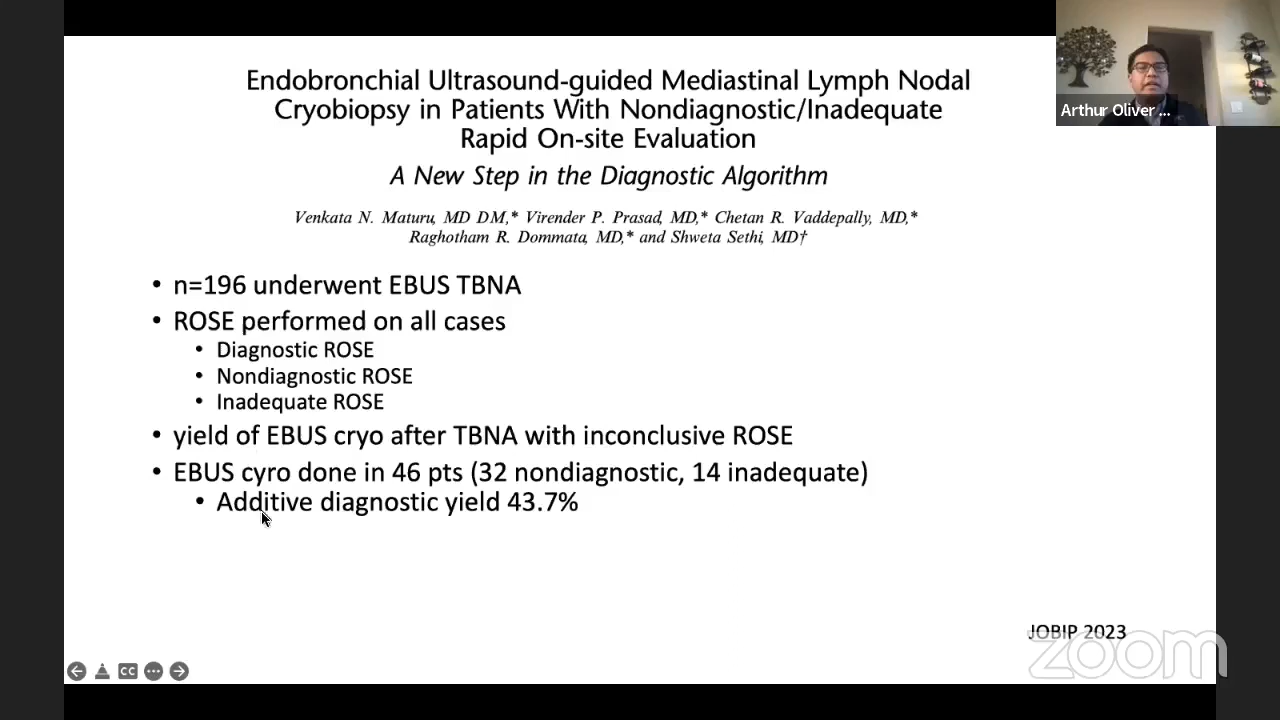 Endobronchial Ultrasound-guided Mediastinal Lymph Nodal
Cryobiopsy in Patients With Nondiagnostic/Inadequate
Rapid On-site Evaluation
A New Step in the Diagnostic Algorithm
Venkata N. Maturu, MD DM,* Virender P. Prasad, MD,* Chetan R. Vaddepally, MD,*
Raghotham R. Dommata, MD,* and Shweta Sethi, MD†
• n=196 underwent EBUS TBNA
• ROSE performed on all cases
• Diagnostic ROSE
• Nondiagnostic ROSE
• Inadequate ROSE
• yield of EBUS cryo after TBNA with inconclusive ROSE
• EBUS cyro done in 46 pts (32 nondiagnostic, 14 inadequate)
• Additive diagnostic yield 43.7%
JOBIP 2023
zoom
CC
Arthur Oliver ...